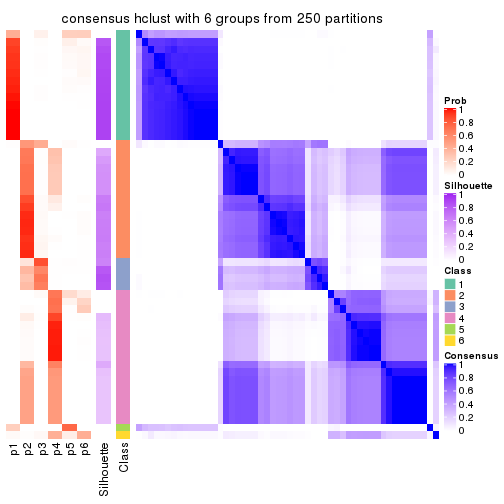 consensus hclust with 6 groups from 250 partitions
Prob
1
0.8
0.6
0.4
0.2
0
Silhouette
1
0.8
0.6
0.4
0.2
0
Class
1
2
3
4
5
6
Consensus
1
0.8
0.6
0.4
0.2
0
p1
p2
p3
p4
p5
p6
Silhouette
Class